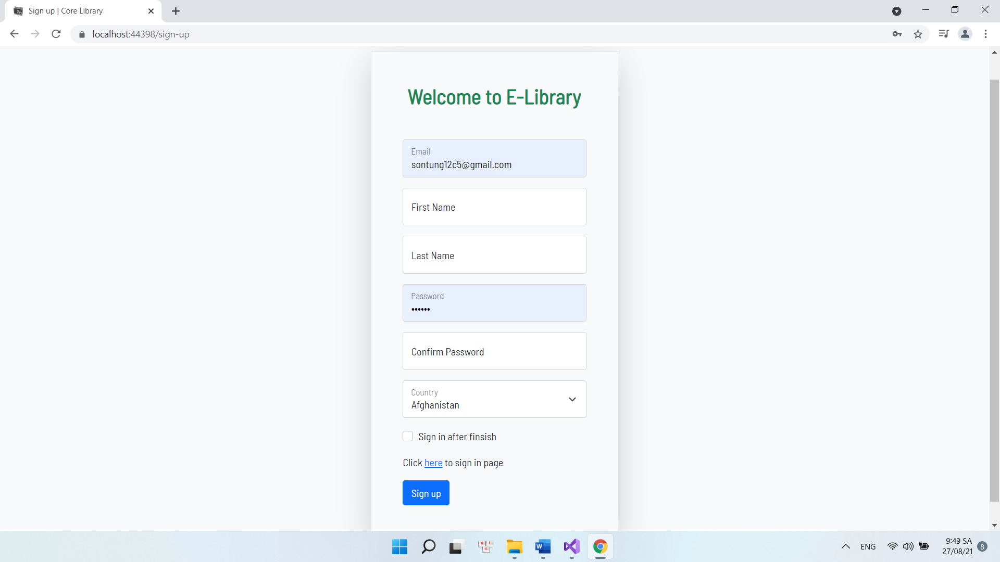 Sign up | Core Library
localhost:44398/sign-up
Welcome to E-Library
Email
sontung12c5@gmail.com
First Name
Last Name
Password
••••••
Confirm Password
Country
Afghanistan
Sign in after finsish
Click here to sign in page
Sign up
ENG
9:49 SA
27/08/21
8